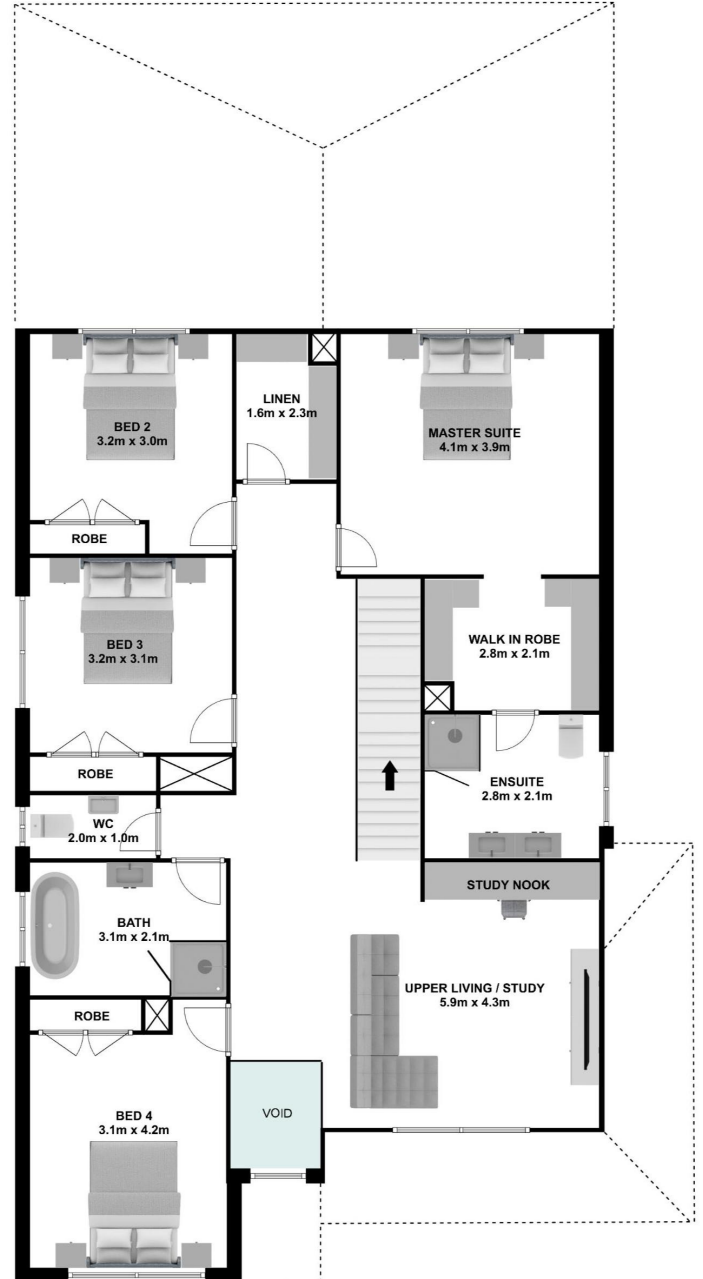 LINEN
1.6m x 2.3m
BED 2
3.2m x 3.0m
MASTER SUITE
4.1m x 3.9m
ROBE
BED 3
3.2m x 3.1m
WALK IN ROBE
2.8m x 2.1m
ROBE
ENSUITE
2.8m x 2.1m
WC
2.0m x 1.0m
STUDY NOOK
BATH
3.1m x 2.1m
UPPER LIVING / STUDY
5.9m x 4.3m
ROBE
VOID
BED 4
3.1m x 4.2m